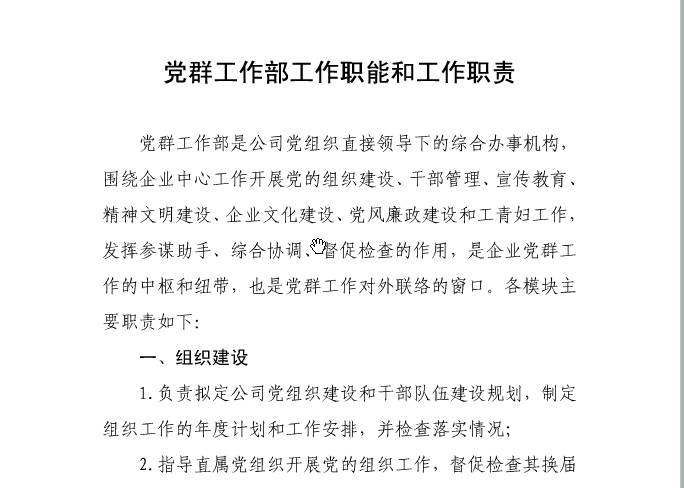 党群工作部工作职能和工作职责
党群工作部是公司党组织直接领导下的综合办事机构，
围绕企业中心工作开展党的组织建设、干部管理、宣传教育、
精神文明建设、企业文化建设、党风廉政建设和工青妇工作，
发挥参谋助手、综合协调、督促检查的作用，是企业党群工
作的中枢和纽带，也是党群工作对外联络的窗口。各模块主
要职责如下：
一、组织建设
1.负责拟定公司党组织建设和干部队伍建设规划，制定
组织工作的年度计划和工作安排，并检查落实情况；
2.指导直属党组织开展党的组织工作，督促检查其换届